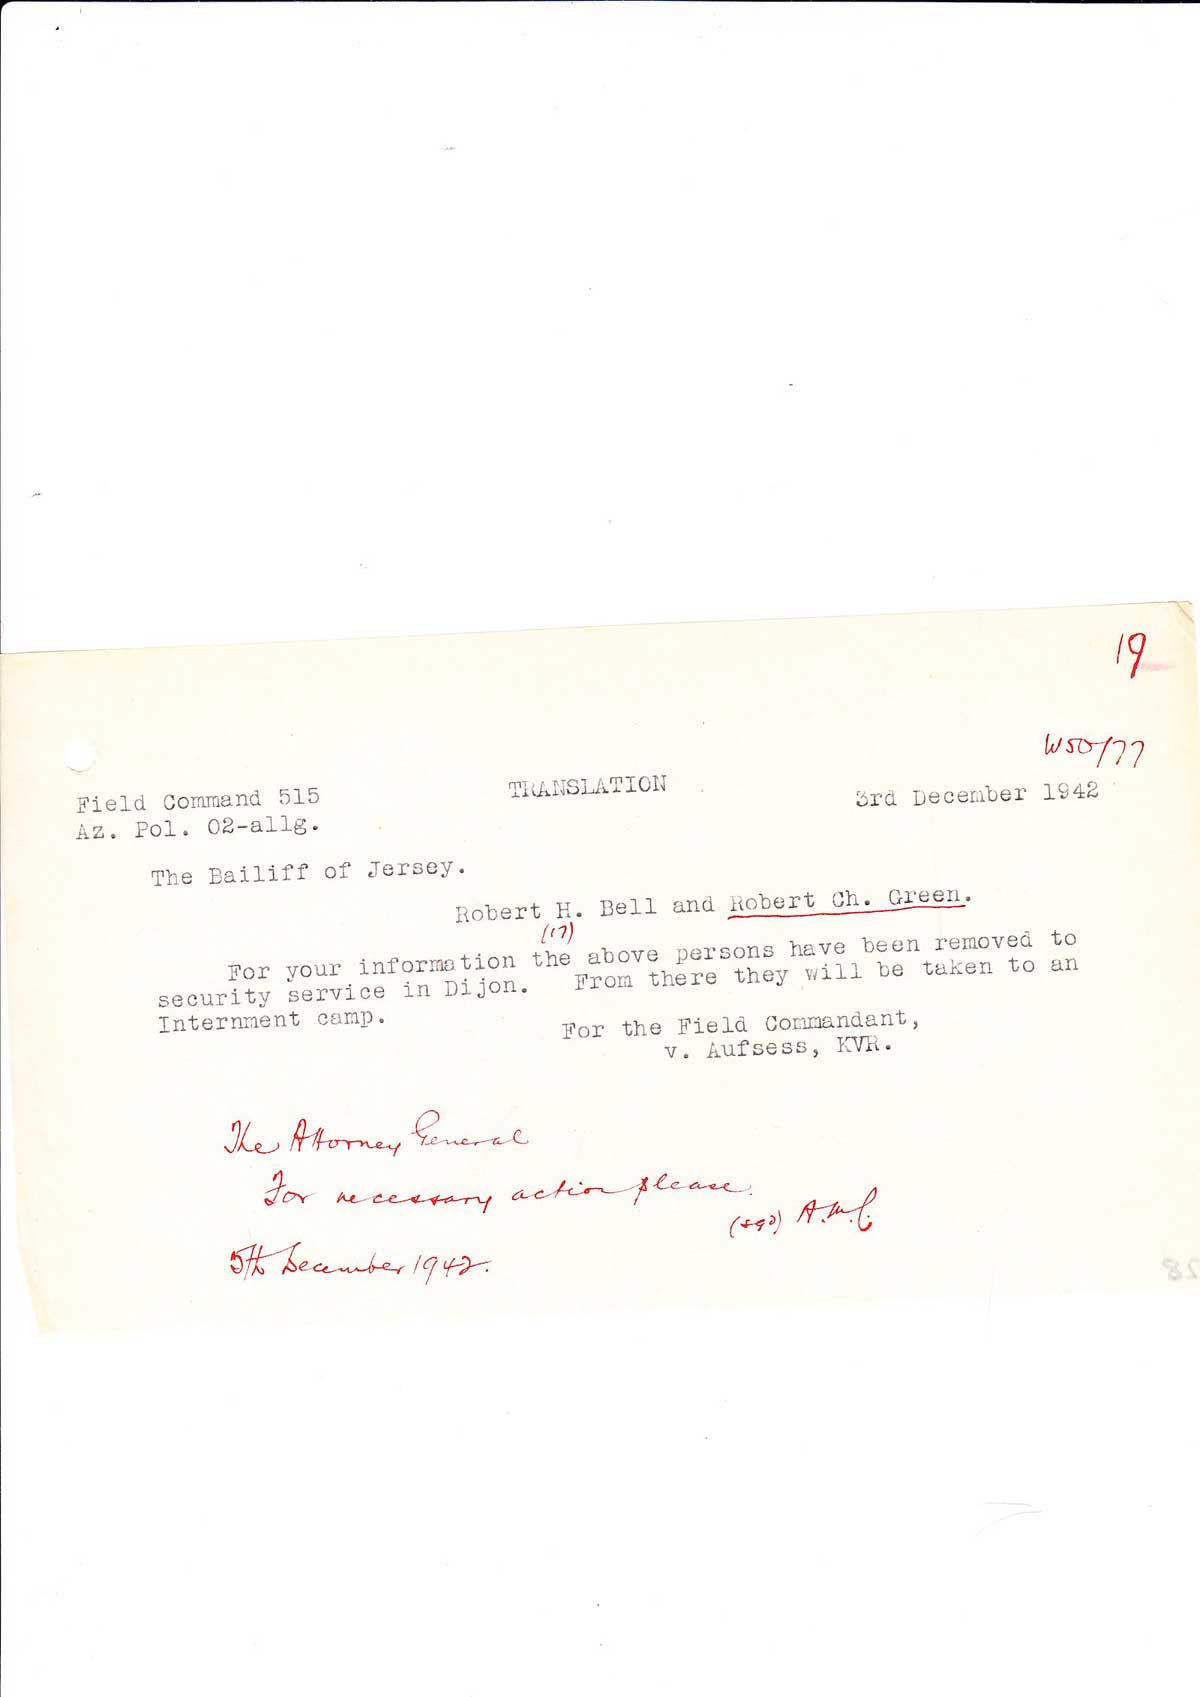 19
W50/77
Field Command 515 TRANSLATION 3rd December 1942
Az. Pol. 02-allg.
The Bailiff of Jersey.
Robert H. Bell and Robert Ch. Green.
(17)
For your information the above persons have been removed to
security service in Dijon. From there they will be taken to an
Internment camp.
For the Field Commandant,
v. Aufsess, KVR.
The Attorney General
For necessary action please.
(sgd) A.M.C.
5th December 1942.
28